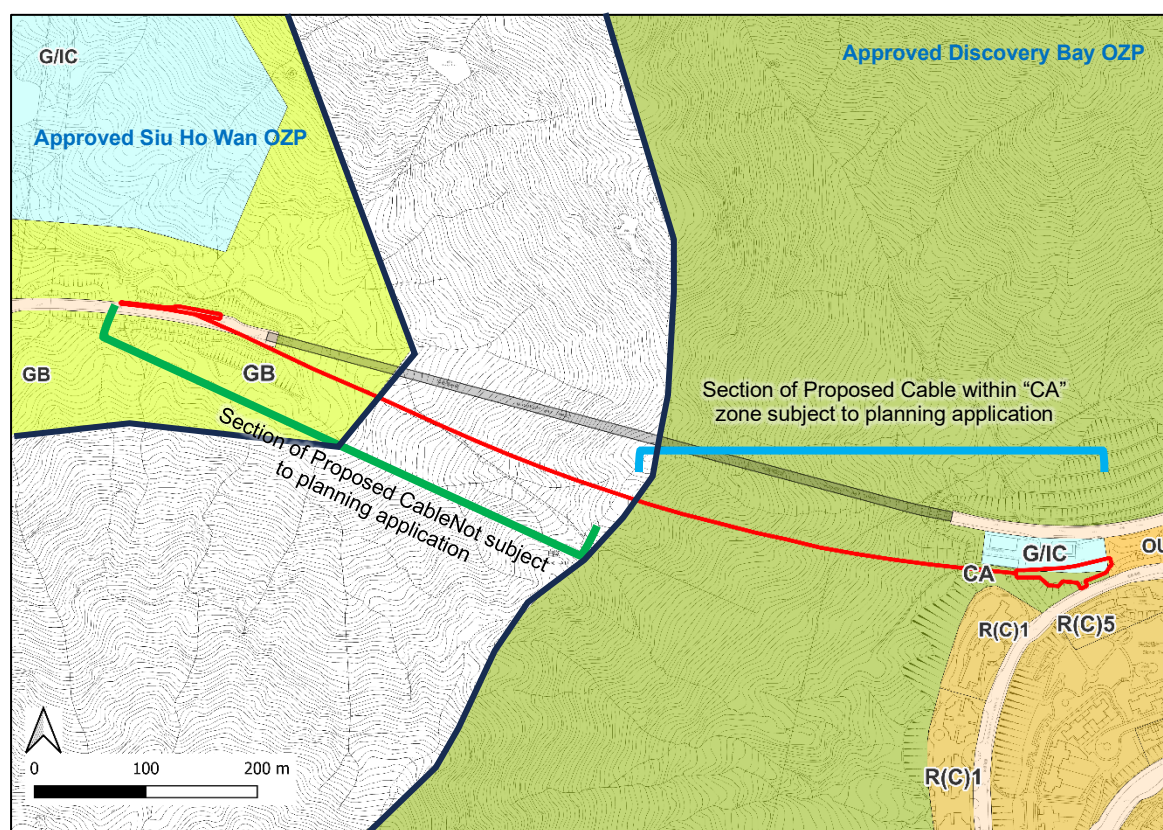 G/IC
Approved Discovery Bay OZP
Approved Siu Ho Wan OZP
GB
GB
Section of Proposed Cable within “CA”
zone subject to planning application
Section of Proposed CableNot subject
to planning application
G/IC
OU
CA
R(C)1
R(C)5
R(C)1
0
100
200 m